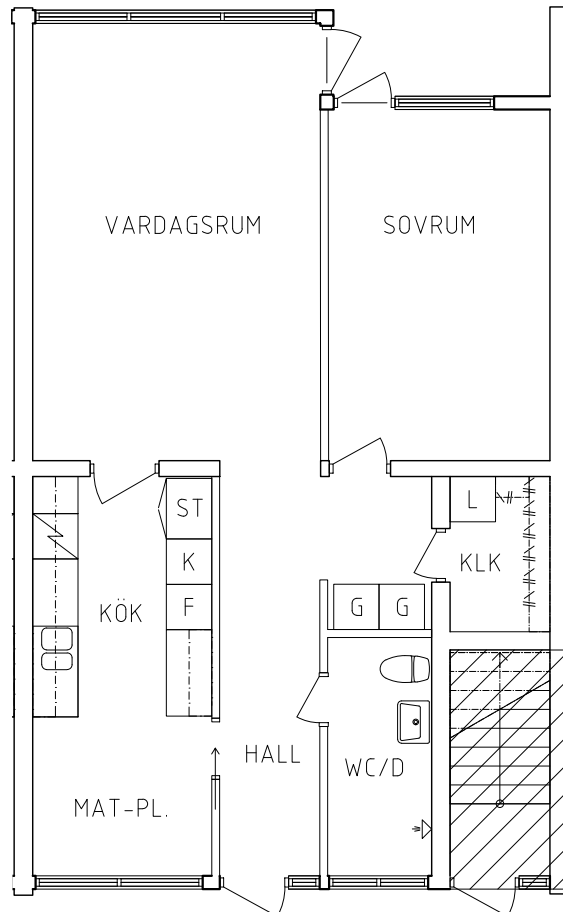 VARDAGSRUM
SOVRUM
ST
L
K
KLK
F
G G
KÖK
HALL
WC/D
MAT-PL.